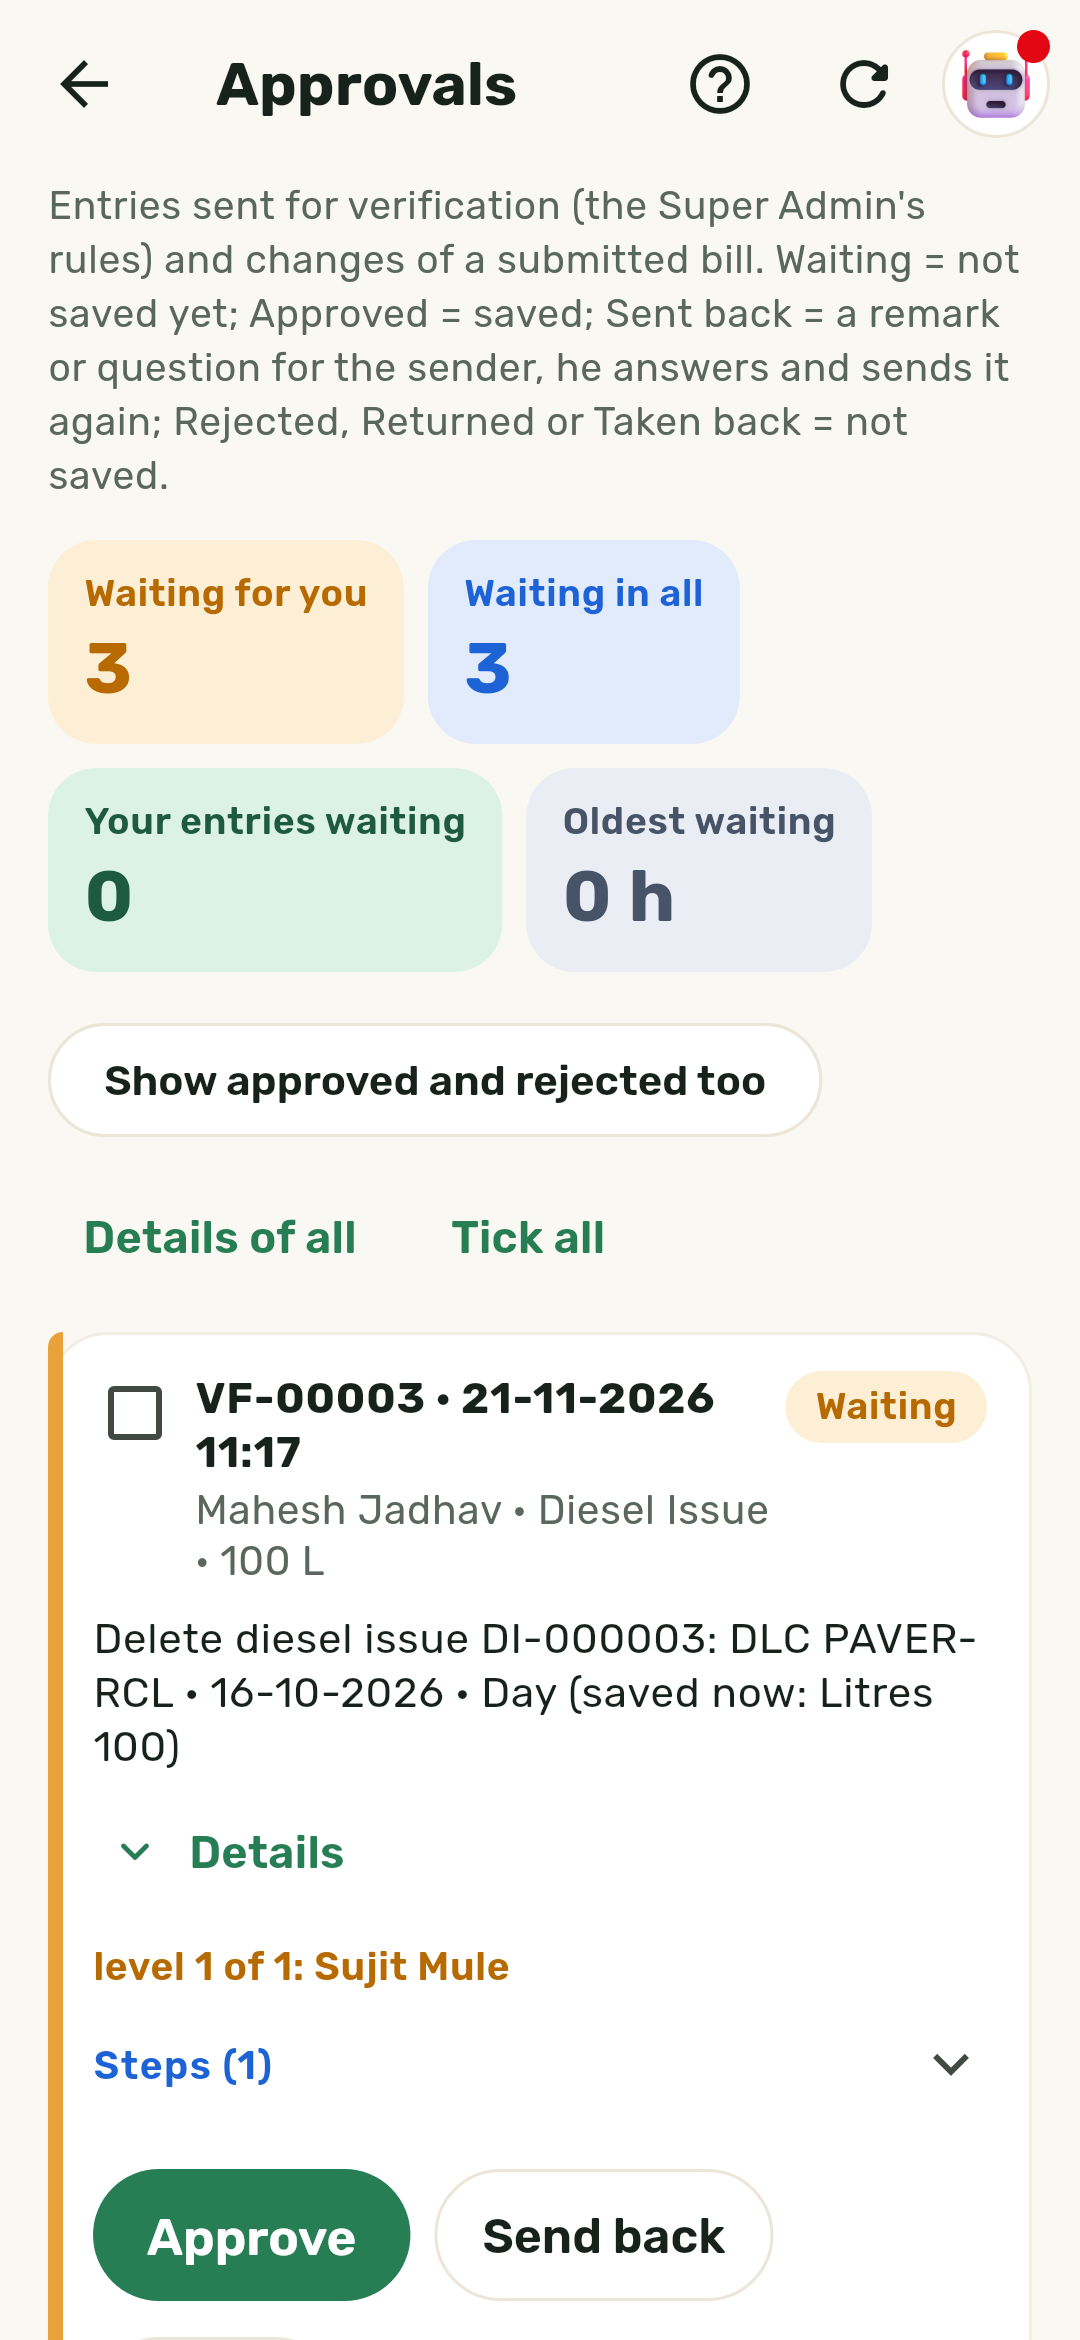 Approvals
Entries sent for verification (the Super Admin's
rules) and changes of a submitted bill. Waiting = not
saved yet; Approved = saved; Sent back = a remark
or question for the sender, he answers and sends it
again; Rejected, Returned or Taken back = not
saved.
Waiting for you
3
Waiting in all
3
Your entries waiting
0
Oldest waiting
0 h
Show approved and rejected too
Details of all
Tick all
VF-00003 • 21-11-2026
11:17
Waiting
Mahesh Jadhav • Diesel Issue
• 100 L
Delete diesel issue DI-000003: DLC PAVER-
RCL • 16-10-2026 • Day (saved now: Litres
100)
Details
level 1 of 1: Sujit Mule
Steps (1)
Approve
Send back